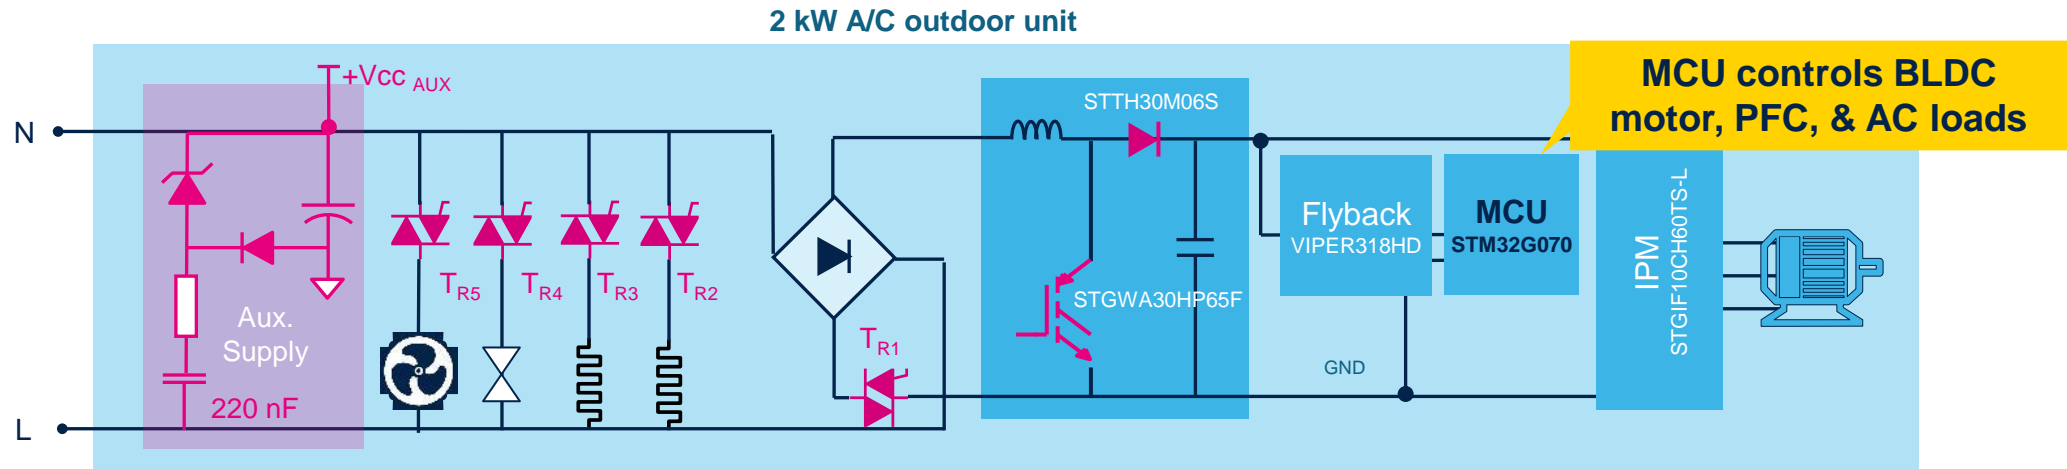 2 kW A/C outdoor unit
+Vcc AUX
MCU controls BLDC
motor, PFC, & AC loads
N
STTH30M06S
Flyback
VIPER318HD
MCU
STM32G070
IPM
STGIF10CH60TS-L
TR5
TR4
TR3
TR2
STGWA30HP65F
Aux.
Supply
TR1
GND
220 nF
L